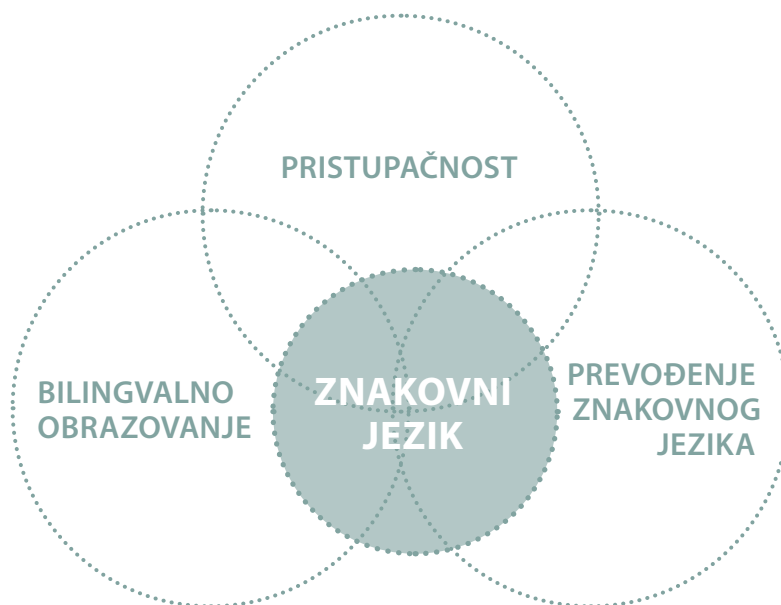 PRISTUPAČNOST
BILINGVALNO
OBRAZOVANJE
ZNAKOVNI
JEZIK
PREVOĐENJE
ZNAKOVNOG
JEZIKA